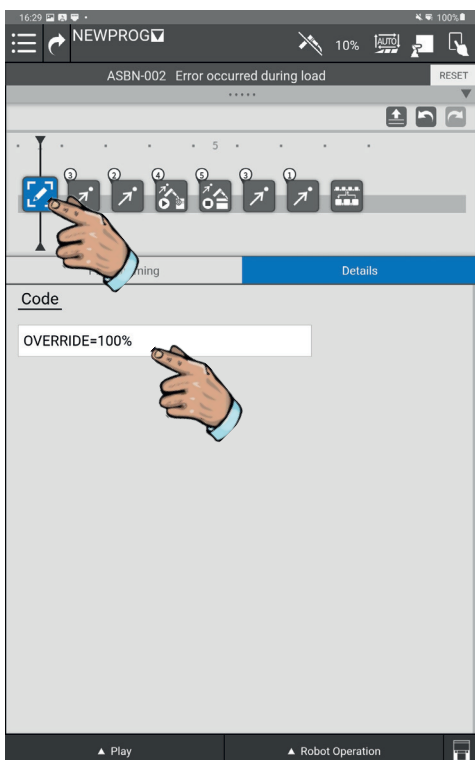 16:29 100%
NEWPROG 10% AUTO
ASBN-002 Error occurred during load RESET
5
3 2 4 5 3 1
ning Details
Code
OVERRIDE=100%
▲ Play ▲ Robot Operation